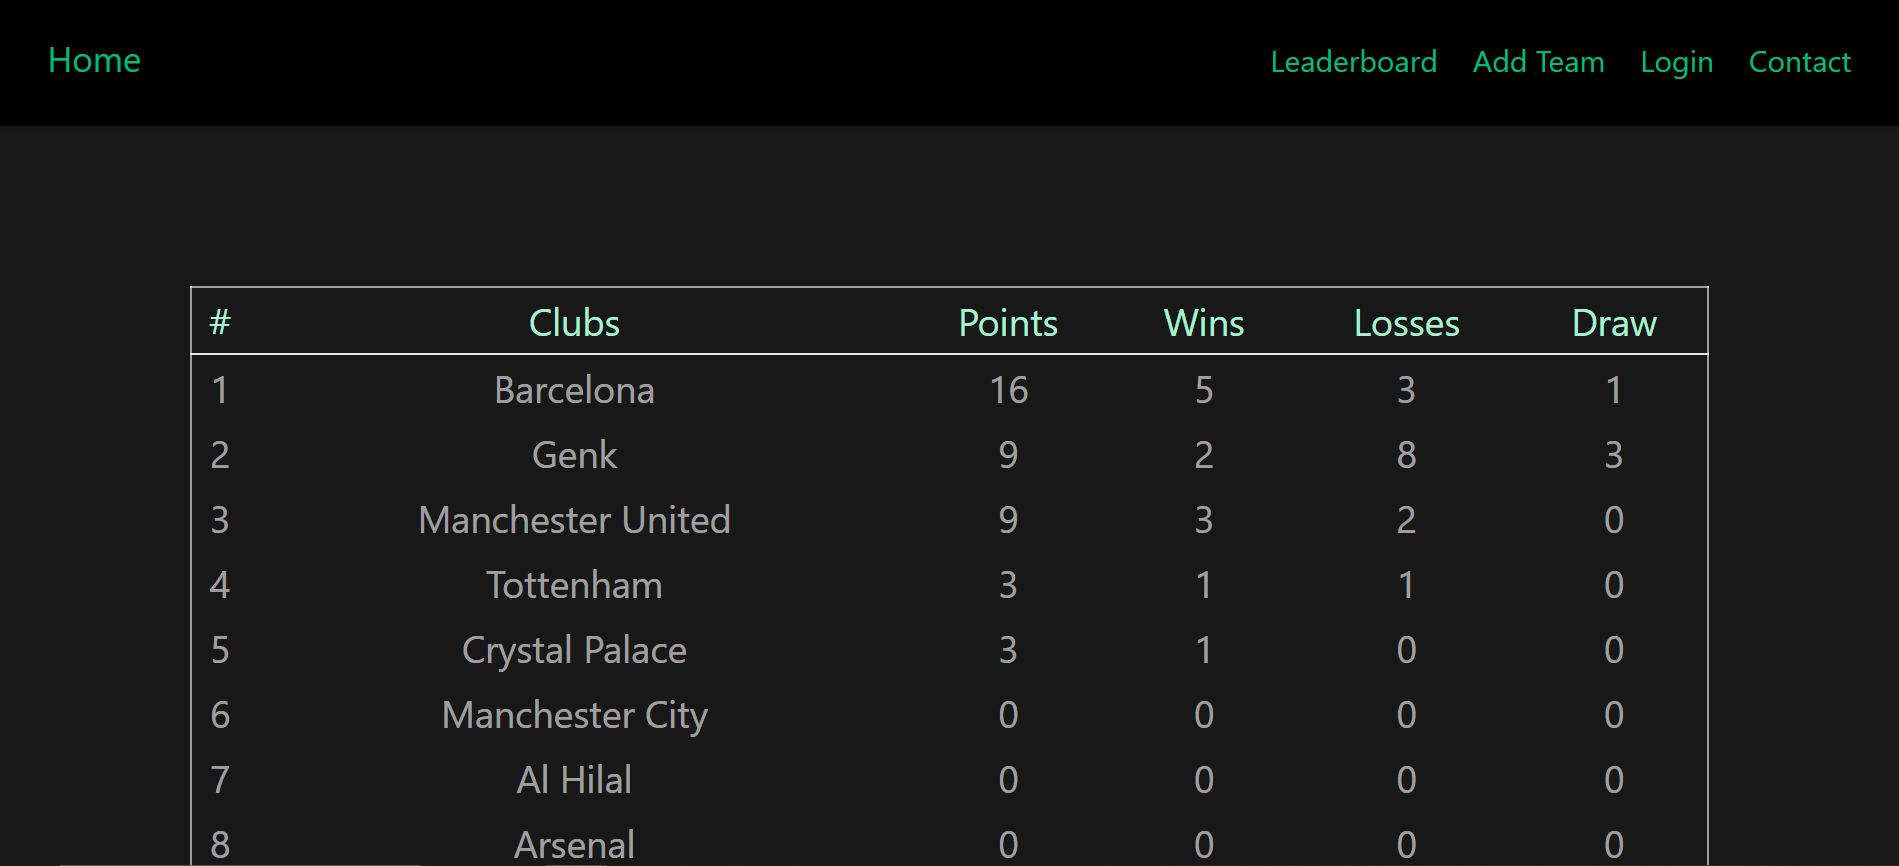 Home Leaderboard Add Team Login Contact
# Clubs Points Wins Losses Draw
1 Barcelona 16 5 3 1
2 Genk 9 2 8 3
3 Manchester United 9 3 2 0
4 Tottenham 3 1 1 0
5 Crystal Palace 3 1 0 0
6 Manchester City 0 0 0 0
7 Al Hilal 0 0 0 0
8 Arsenal 0 0 0 0